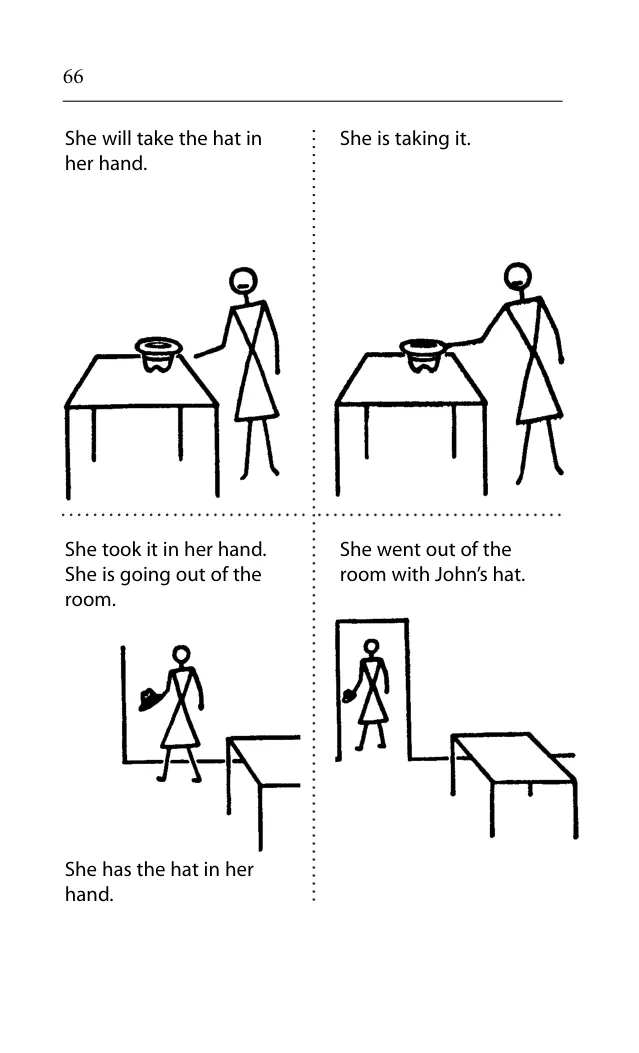 66
She will take the hat in
her hand.
She is taking it.
She took it in her hand.
She is going out of the
room.
She has the hat in her
hand.
She went out of the
room with John’s hat.